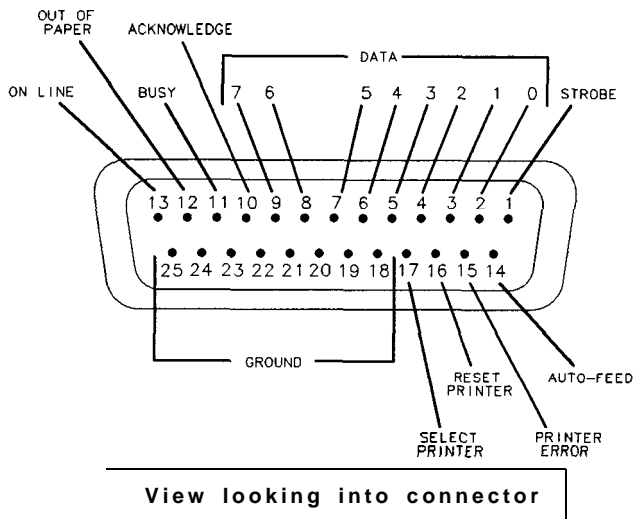 OUT OF
PAPER
ACKNOWLEDGE
DATA
ON LINE
BUSY
7 6 5 4 3 2 1 0
STROBE
13 12 11 10 9 8 7 6 5 4 3 2 1
25 24 23 22 21 20 19 18 17 16 15 14
GROUND
RESET
PRINTER
AUTO-FEED
SELECT
PRINTER
PRINTER
ERROR
View looking into connector